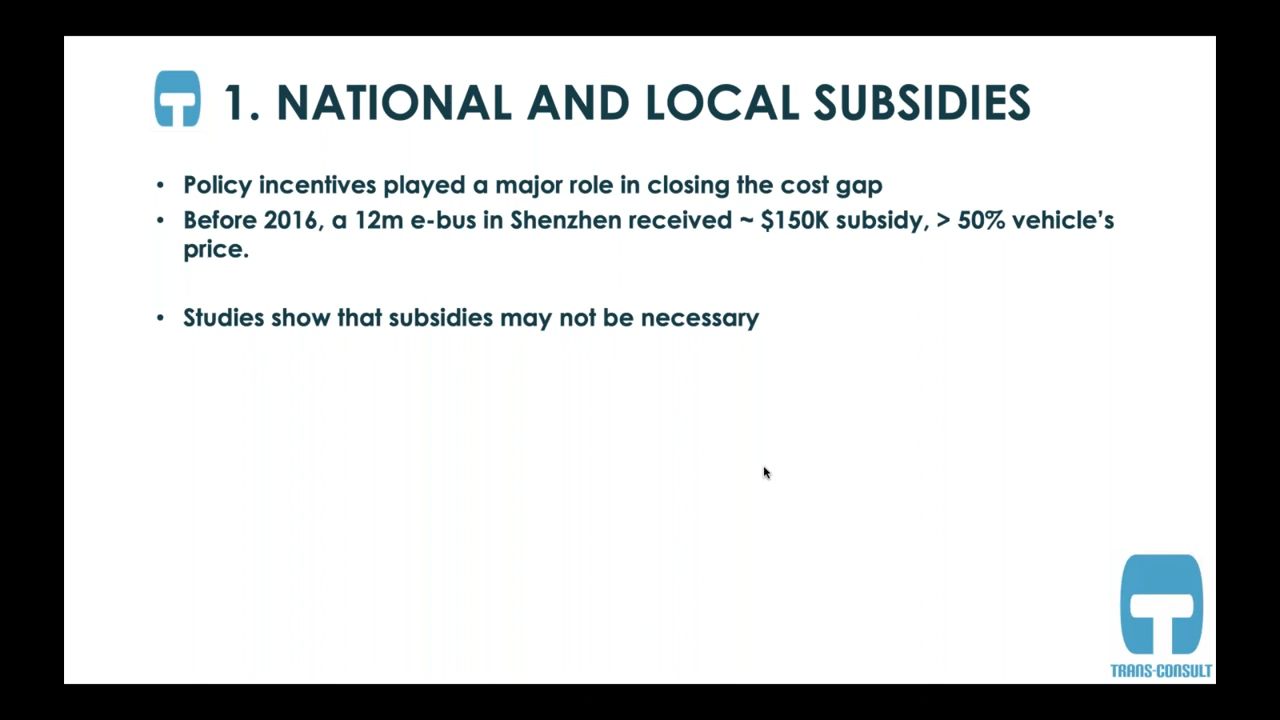 1. NATIONAL AND LOCAL SUBSIDIES
• Policy incentives played a major role in closing the cost gap
• Before 2016, a 12m e-bus in Shenzhen received ~ $150K subsidy, > 50% vehicle’s
price.
• Studies show that subsidies may not be necessary
TRANS-CONSULT